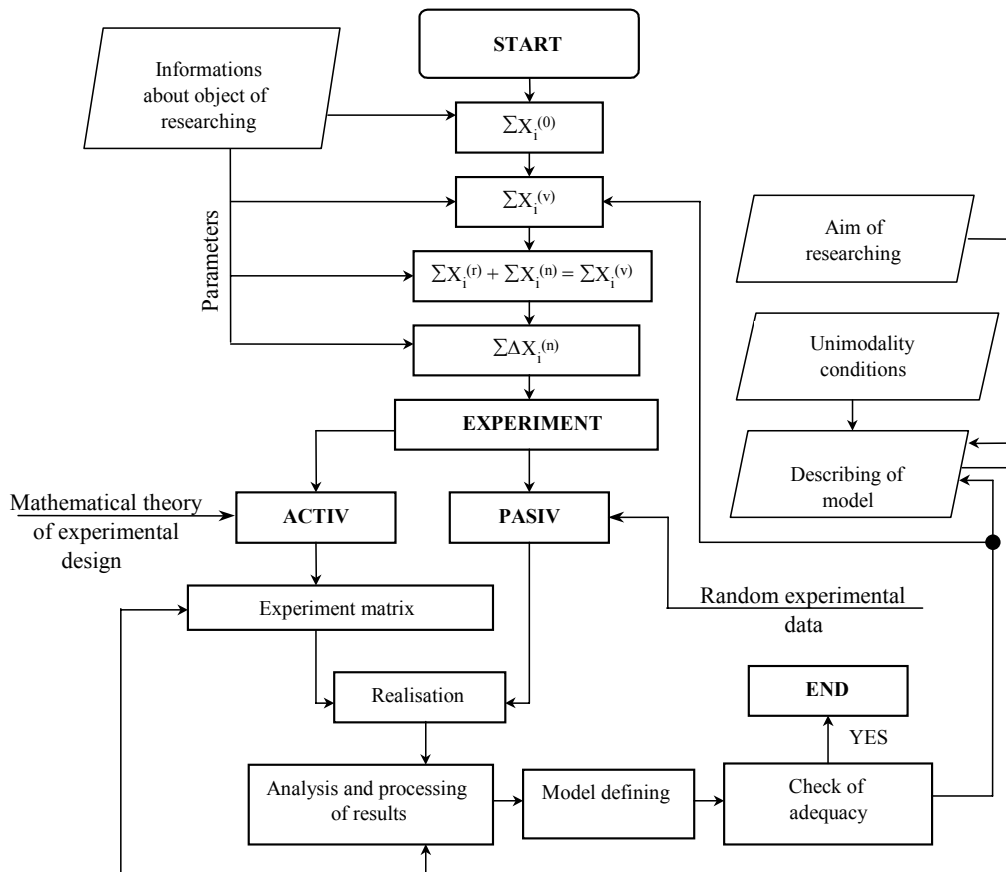 START
Informations
about object of
researching
∑X_i^(0)
∑X_i^(v)
Parameters
∑X_i^(r) + ∑X_i^(n) = ∑X_i^(v)
∑ΔX_i^(n)
Aim of
researching
Unimodality
conditions
EXPERIMENT
Describing of
model
Mathematical theory
of experimental
design
ACTIV
PASIV
Experiment matrix
Random experimental
data
Realisation
END
YES
Analysis and processing
of results
Model defining
Check of
adequacy